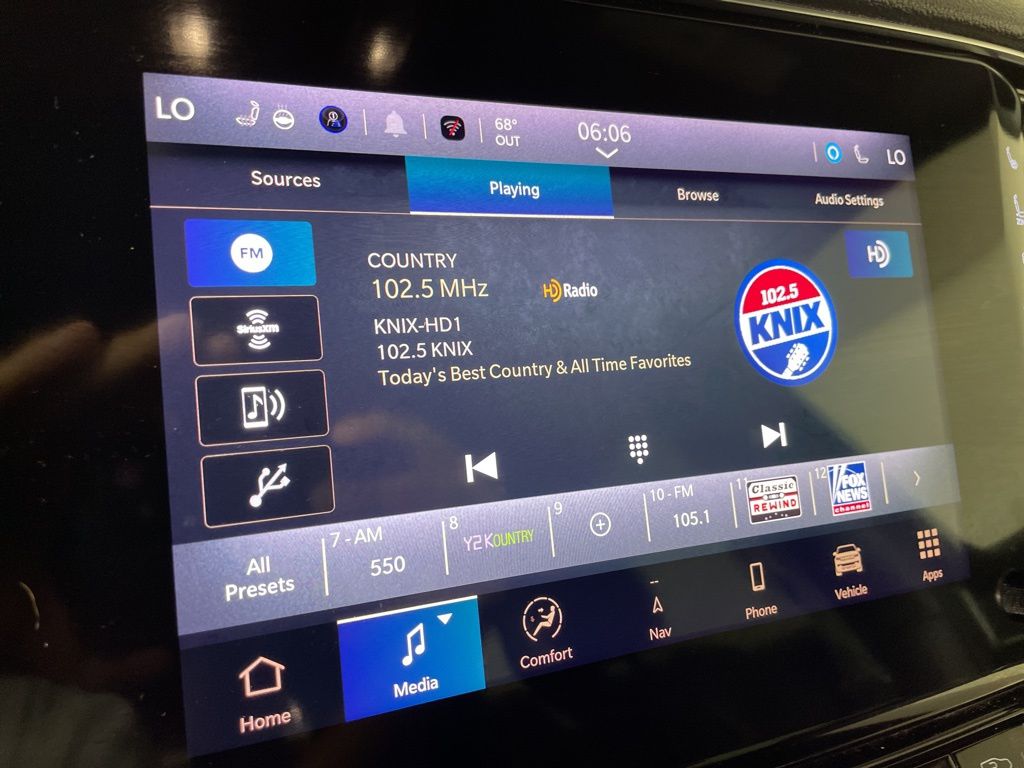 LO
68°
OUT
06:06
LO
Sources
Playing
Browse
Audio Settings
FM
SiriusXM
COUNTRY
102.5 MHz
HD Radio
KNIX-HD1
102.5 KNIX
Today's Best Country & All Time Favorites
HD
102.5
KNIX
All
Presets
7 - AM
550
8
Y2KOUNTRY
9
10 - FM
105.1
11
Classic
REWIND
12
FOX
NEWS
channel
Home
Media
Comfort
--
Nav
Phone
Vehicle
Apps